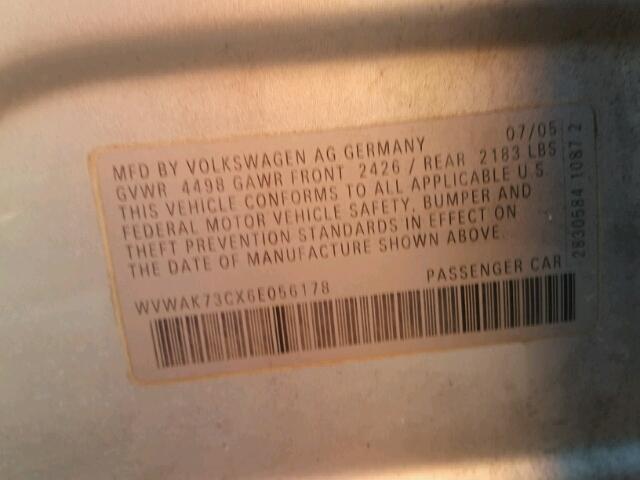 07/05
MFD BY VOLKSWAGEN AG GERMANY
GVWR 4498 GAWR FRONT 2426 / REAR 2183 LBS
THIS VEHICLE CONFORMS TO ALL APPLICABLE U.S.
FEDERAL MOTOR VEHICLE SAFETY, BUMPER AND
THEFT PREVENTION STANDARDS IN EFFECT ON
THE DATE OF MANUFACTURE SHOWN ABOVE.
WVWAK73CX6E056178 PASSENGER CAR
2830584 1087 2